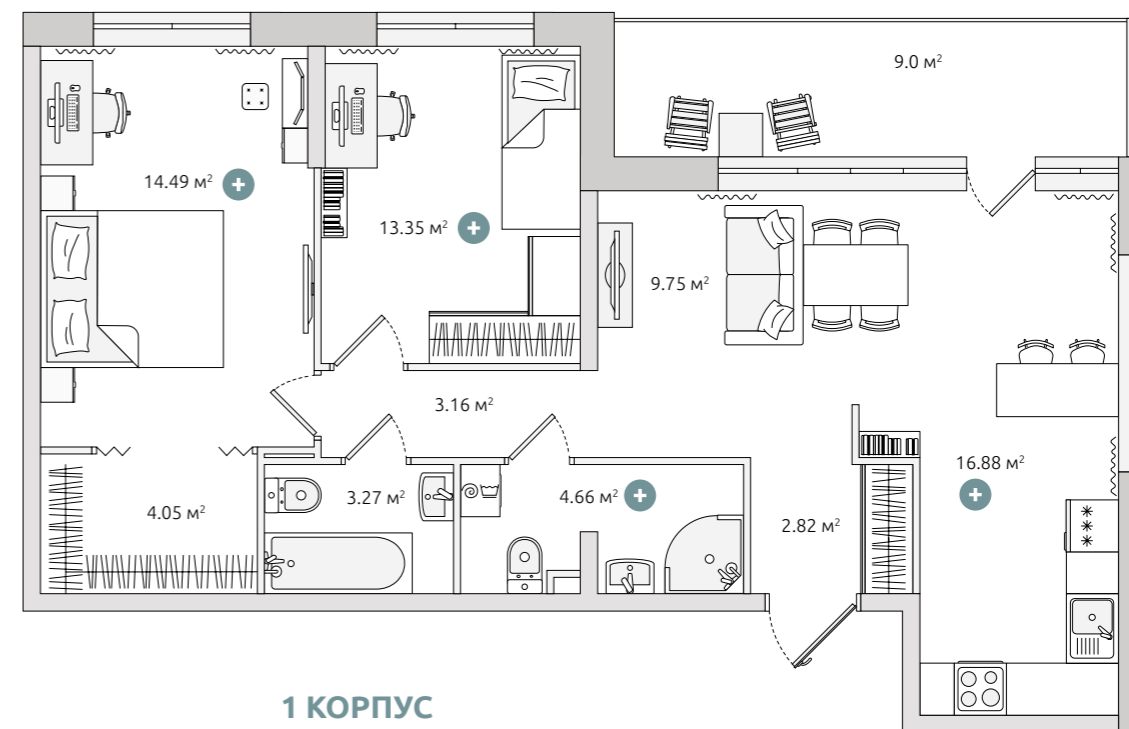 9.0 м²
14.49 м²
13.35 м²
9.75 м²
3.16 м²
16.88 м²
4.05 м²
3.27 м²
4.66 м²
2.82 м²
1 КОРПУС